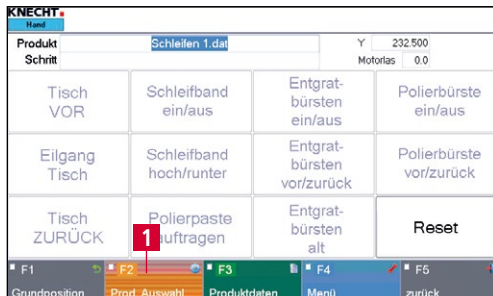 KNECHT
Hand
Produkt Schleifen 1.dat Y 232.500
Schritt Motorlas 0.0
Tisch
VOR
Schleifband
ein/aus
Entgrat-
bürsten
ein/aus
Polierbürste
ein/aus
Eilgang
Tisch
Schleifband
hoch/runter
Entgrat-
bürsten
vor/zurück
Polierbürste
vor/zurück
Tisch
ZURÜCK
Polierpaste
auftragen
Entgrat-
bürsten
alt
Reset
1
F1 F2 F3 F4 F5
Grundposition Prod. Auswahl Produktdaten Menü zurück